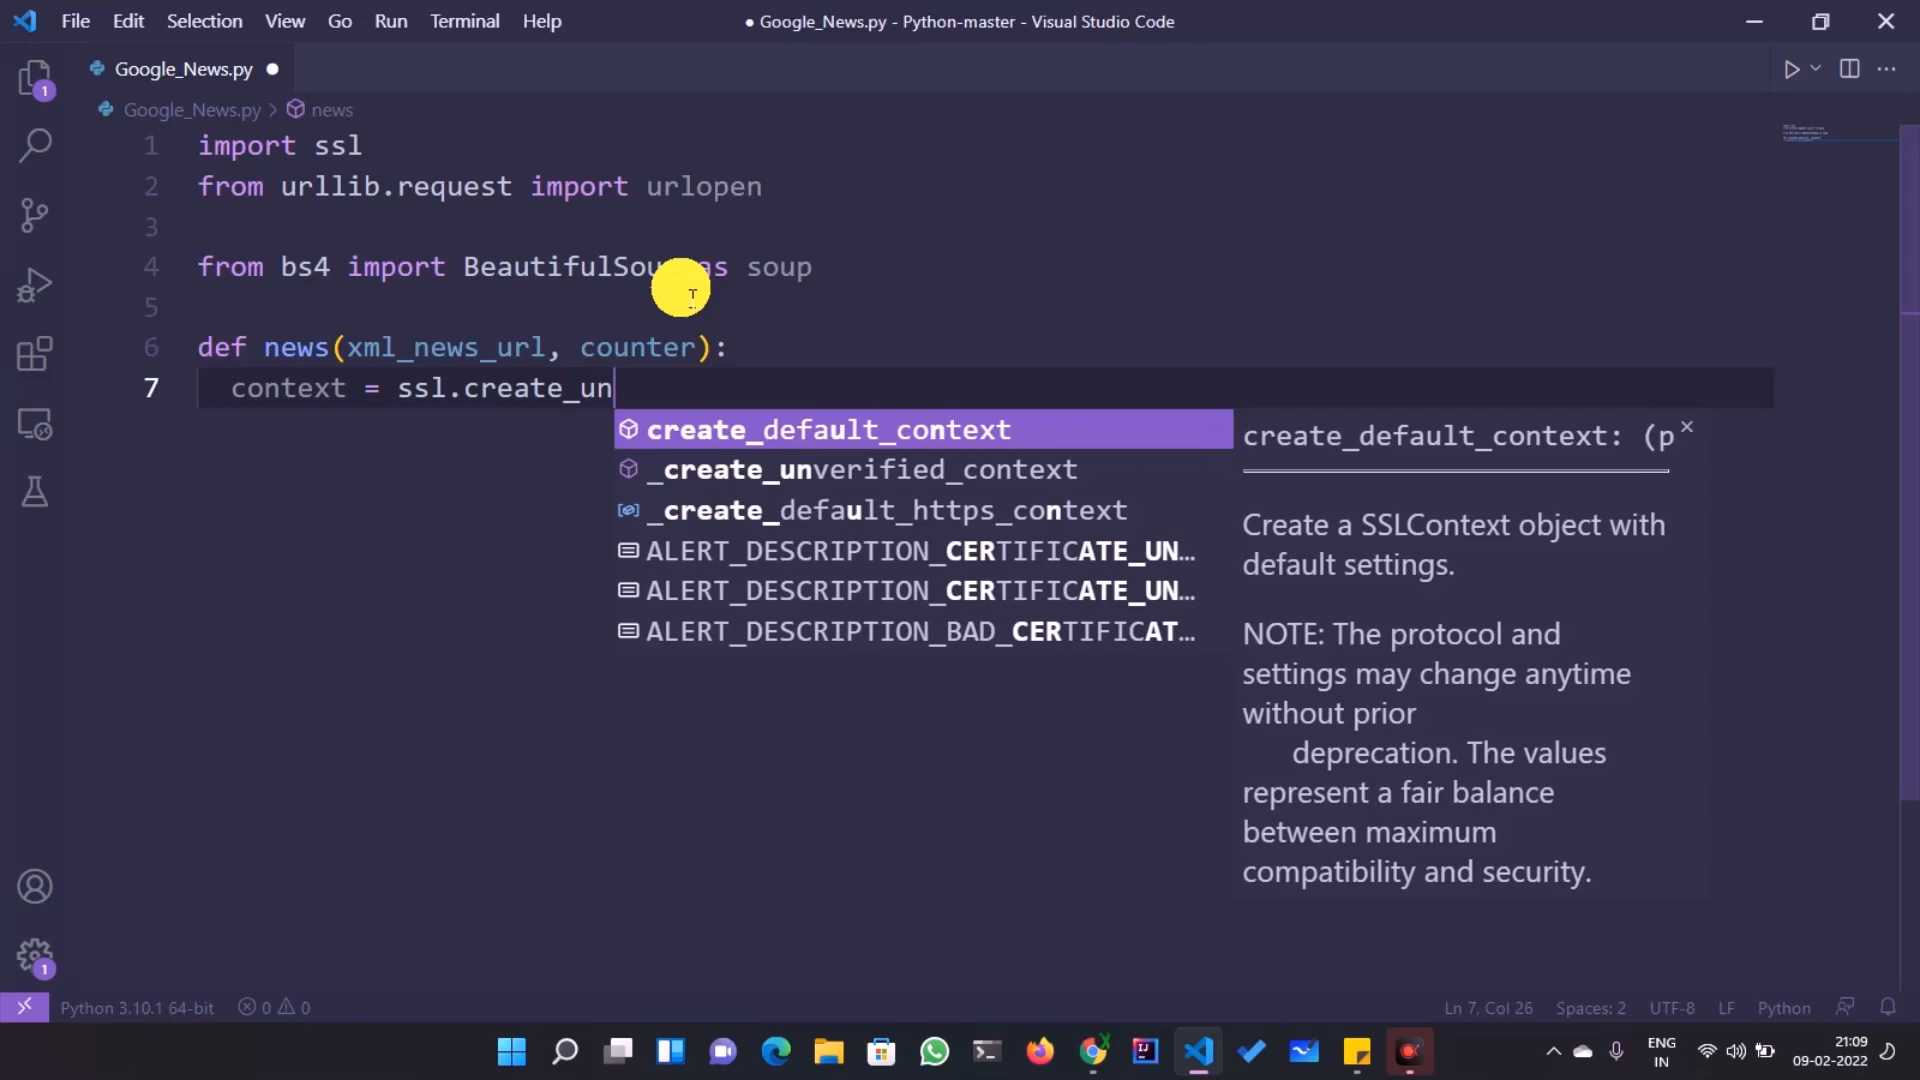 File Edit Selection View Go Run Terminal Help
● Google_News.py - Python-master - Visual Studio Code
Google_News.py ●
Google_News.py > news
1 import ssl
2 from urllib.request import urlopen
3
4 from bs4 import BeautifulSou as soup
5
6 def news(xml_news_url, counter):
7 context = ssl.create_un
create_default_context
_create_unverified_context
_create_default_https_context
ALERT_DESCRIPTION_CERTIFICATE_UN…
ALERT_DESCRIPTION_CERTIFICATE_UN…
ALERT_DESCRIPTION_BAD_CERTIFICAT…
create_default_context: (p
Create a SSLContext object with
default settings.
NOTE: The protocol and
settings may change anytime
without prior
deprecation. The values
represent a fair balance
between maximum
compatibility and security.
1
1
Python 3.10.1 64-bit 0 0
Ln 7, Col 26 Spaces: 2 UTF-8 LF Python
ENG
IN
21:09
09-02-2022